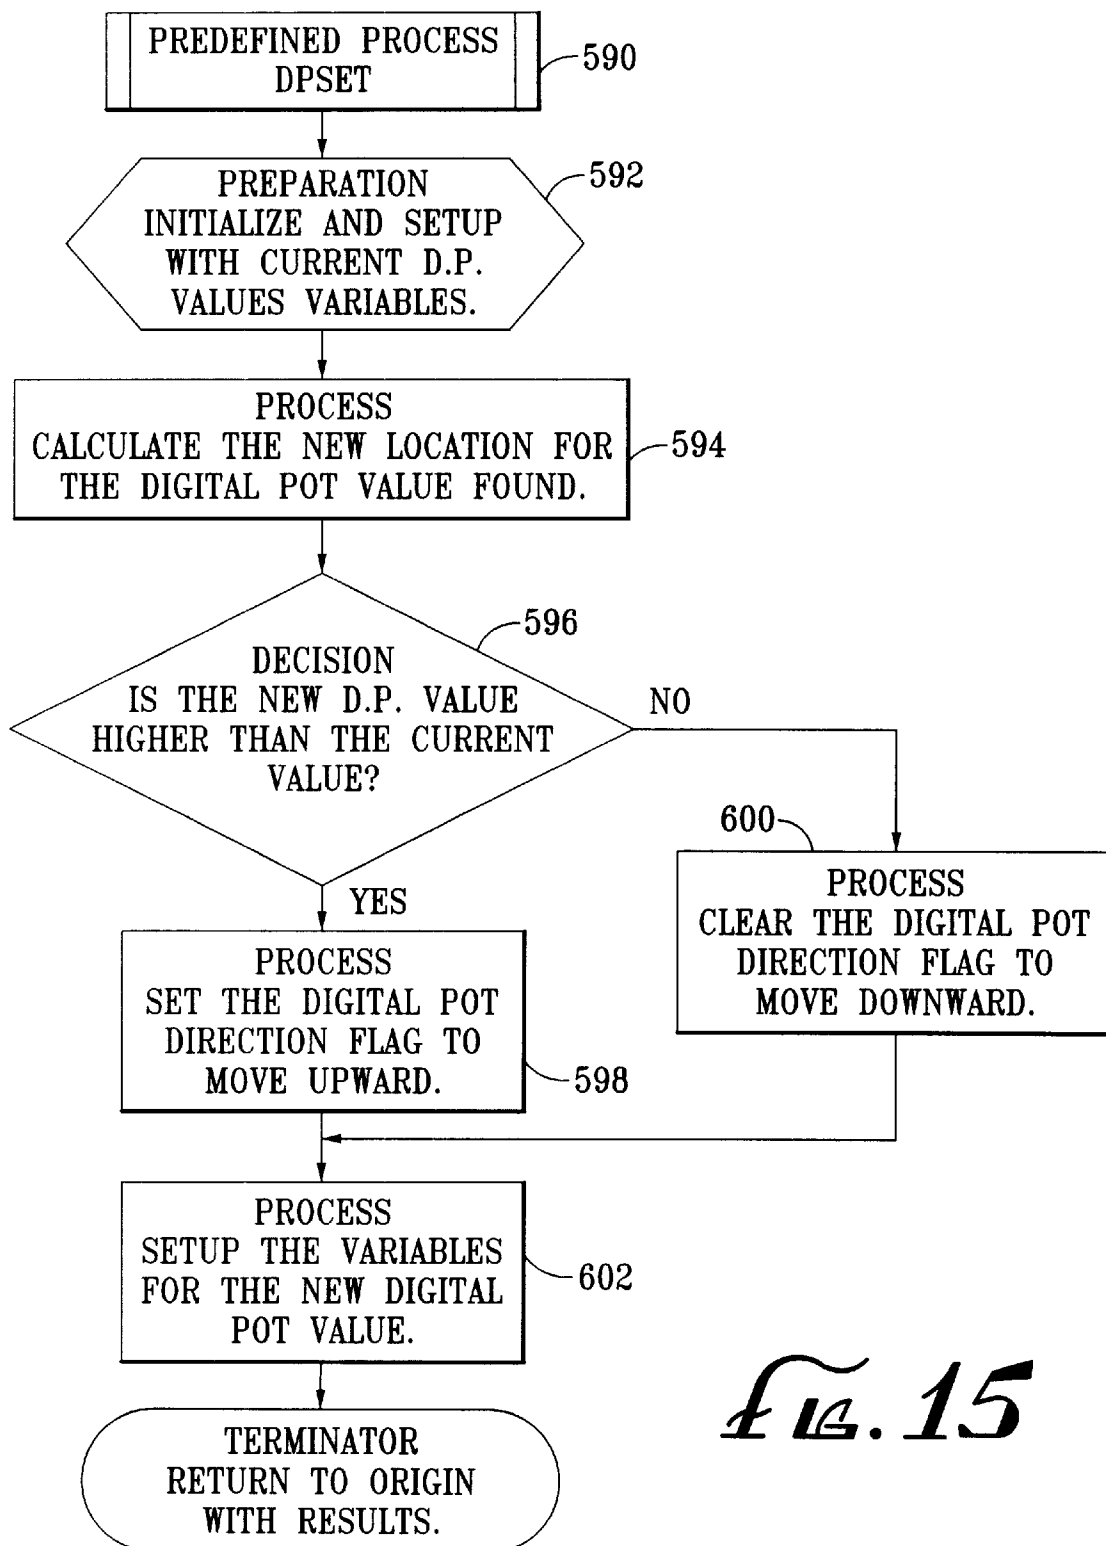 PREDEFINED PROCESS
DPSET
590
592
PREPARATION
INITIALIZE AND SETUP
WITH CURRENT D.P.
VALUES VARIABLES.
PROCESS
CALCULATE THE NEW LOCATION FOR
THE DIGITAL POT VALUE FOUND.
594
596
DECISION
IS THE NEW D.P. VALUE
HIGHER THAN THE CURRENT
VALUE?
NO
YES
600
PROCESS
CLEAR THE DIGITAL POT
DIRECTION FLAG TO
MOVE DOWNWARD.
PROCESS
SET THE DIGITAL POT
DIRECTION FLAG TO
MOVE UPWARD.
598
PROCESS
SETUP THE VARIABLES
FOR THE NEW DIGITAL
POT VALUE.
602
TERMINATOR
RETURN TO ORIGIN
WITH RESULTS.
FIG. 15